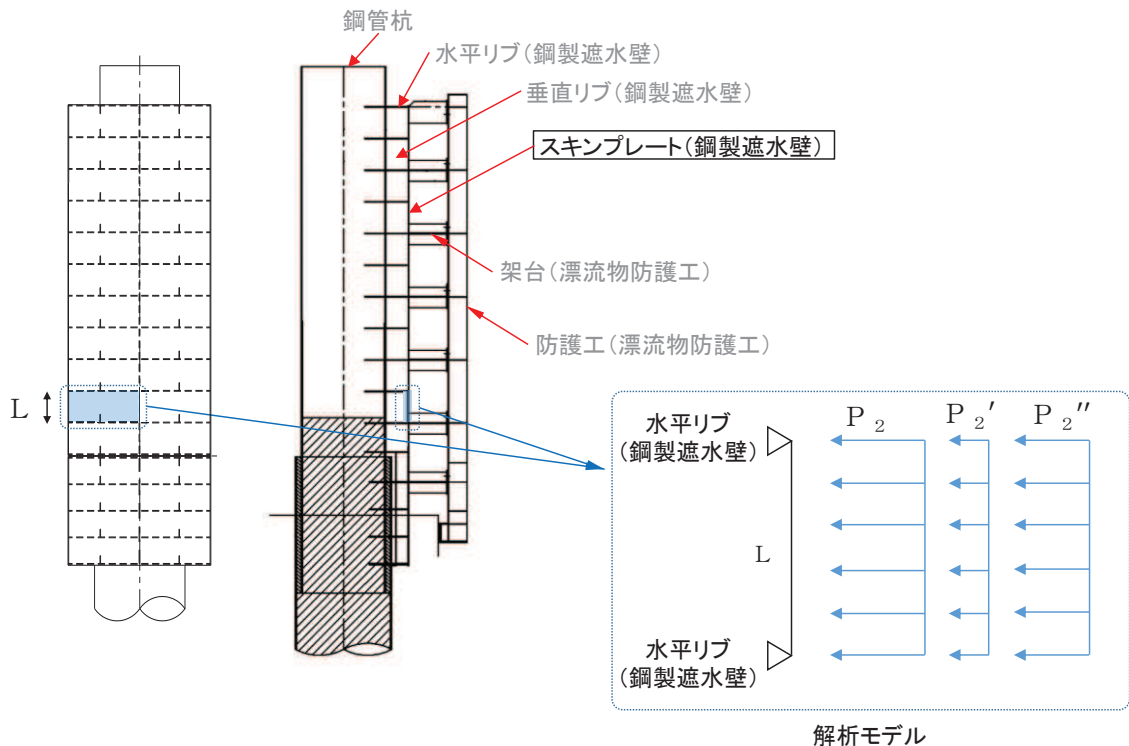 鋼管杭
水平リブ(鋼製遮水壁)
垂直リブ(鋼製遮水壁)
スキンプレート(鋼製遮水壁)
架台(漂流物防護工)
防護工(漂流物防護工)
L
水平リブ
(鋼製遮水壁)
P₂ P₂′ P₂″
L
水平リブ
(鋼製遮水壁)
解析モデル